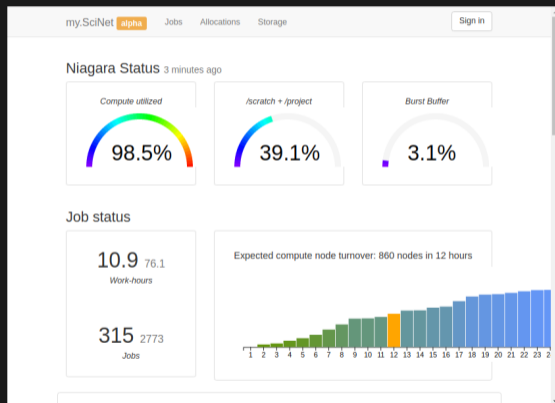 my.SciNet alpha Jobs Allocations Storage Sign in
Niagara Status 3 minutes ago
Compute utilized
98.5%
/scratch + /project
39.1%
Burst Buffer
3.1%
Job status
10.9 76.1
Work-hours
315 2773
Jobs
Expected compute node turnover: 860 nodes in 12 hours
1 2 3 4 5 6 7 8 9 10 11 12 13 14 15 16 17 18 19 20 21 22 23